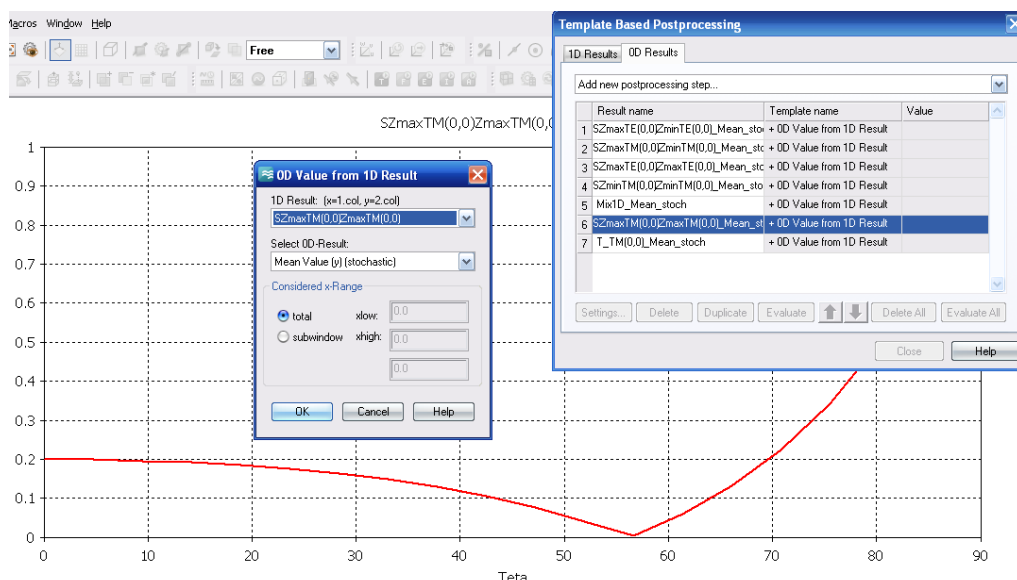 Macros Window Help
Free
SZmaxTM(0,0)ZmaxTM(0,0
1
0.9
0.8
0.7
0.6
0.5
0.4
0.3
0.2
0.1
0
0 10 20 30 40 50 60 70 80 90
Teta
0D Value from 1D Result
1D Result: (x=1.col, y=2.col)
SZmaxTM(0,0)ZmaxTM(0,0)
Select 0D-Result:
Mean Value (y) (stochastic)
Considered x-Range
total xlow: 0.0
subwindow xhigh: 0.0
0.0
OK Cancel Help
Template Based Postprocessing
1D Results 0D Results
Add new postprocessing step...
Result name Template name Value
1 SZmaxTE(0,0)ZminTE(0,0)_Mean_sto + 0D Value from 1D Result
2 SZmaxTM(0,0)ZminTM(0,0)_Mean_stc + 0D Value from 1D Result
3 SZmaxTE(0,0)ZmaxTE(0,0)_Mean_stc + 0D Value from 1D Result
4 SZminTM(0,0)ZminTM(0,0)_Mean_sto + 0D Value from 1D Result
5 Mix1D_Mean_stoch + 0D Value from 1D Result
6 SZmaxTM(0,0)ZmaxTM(0,0)_Mean_st + 0D Value from 1D Result
7 T_TM(0,0)_Mean_stoch + 0D Value from 1D Result
Settings... Delete Duplicate Evaluate Delete All Evaluate All
Close Help